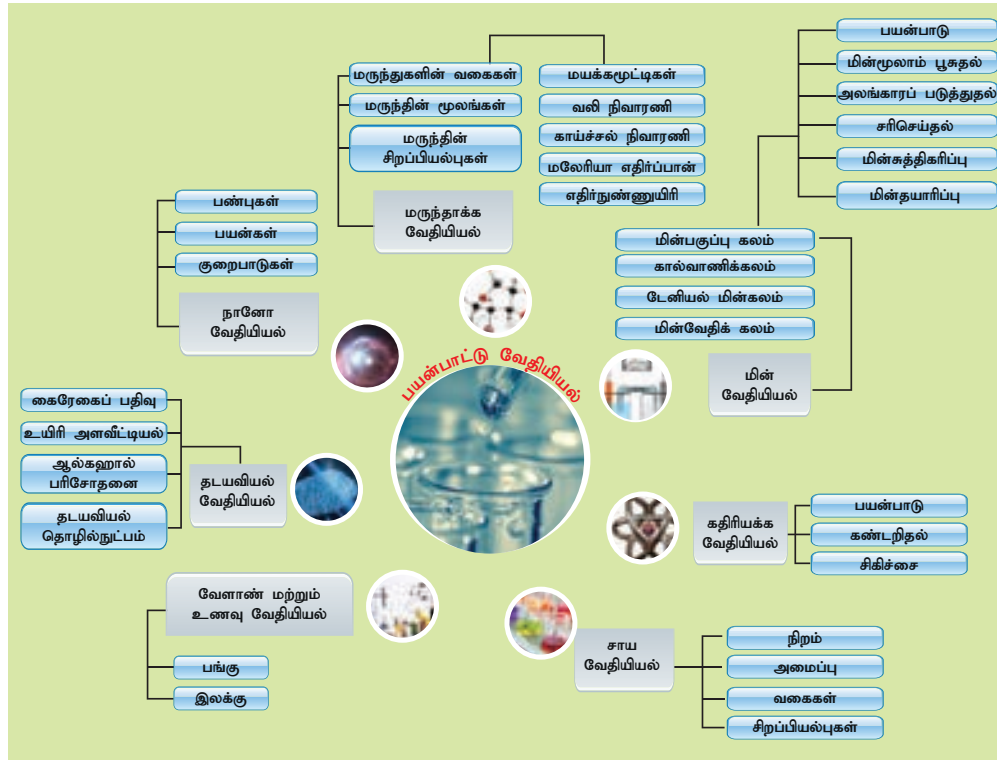 பயன்பாட்டு வேதியியல்
மருந்துகளின் வகைகள்
மருந்தின் மூலங்கள்
மருந்தின்
சிறப்பியல்புகள்
மருந்தாக்க
வேதியியல்
மயக்கமூட்டிகள்
வலி நிவாரணி
காய்ச்சல் நிவாரணி
மலேரியா எதிர்ப்பான்
எதிர்நுண்ணுயிரி
பயன்பாடு
மின்மூலாம் பூசுதல்
அலங்காரப் படுத்துதல்
சரிசெய்தல்
மின்சுத்திகரிப்பு
மின்தயாரிப்பு
மின்பகுப்பு கலம்
கால்வாணிக்கலம்
டேனியல் மின்கலம்
மின்வேதிக் கலம்
மின்
வேதியியல்
பண்புகள்
பயன்கள்
குறைபாடுகள்
நானோ
வேதியியல்
கைரேகைப் பதிவு
உயிரி அளவீட்டியல்
ஆல்கஹால்
பரிசோதனை
தடயவியல்
தொழில்நுட்பம்
தடயவியல்
வேதியியல்
கதிரியக்க
வேதியியல்
பயன்பாடு
கண்டறிதல்
சிகிச்சை
வேளாண் மற்றும்
உணவு வேதியியல்
பங்கு
இலக்கு
சாய
வேதியியல்
நிறம்
அமைப்பு
வகைகள்
சிறப்பியல்புகள்